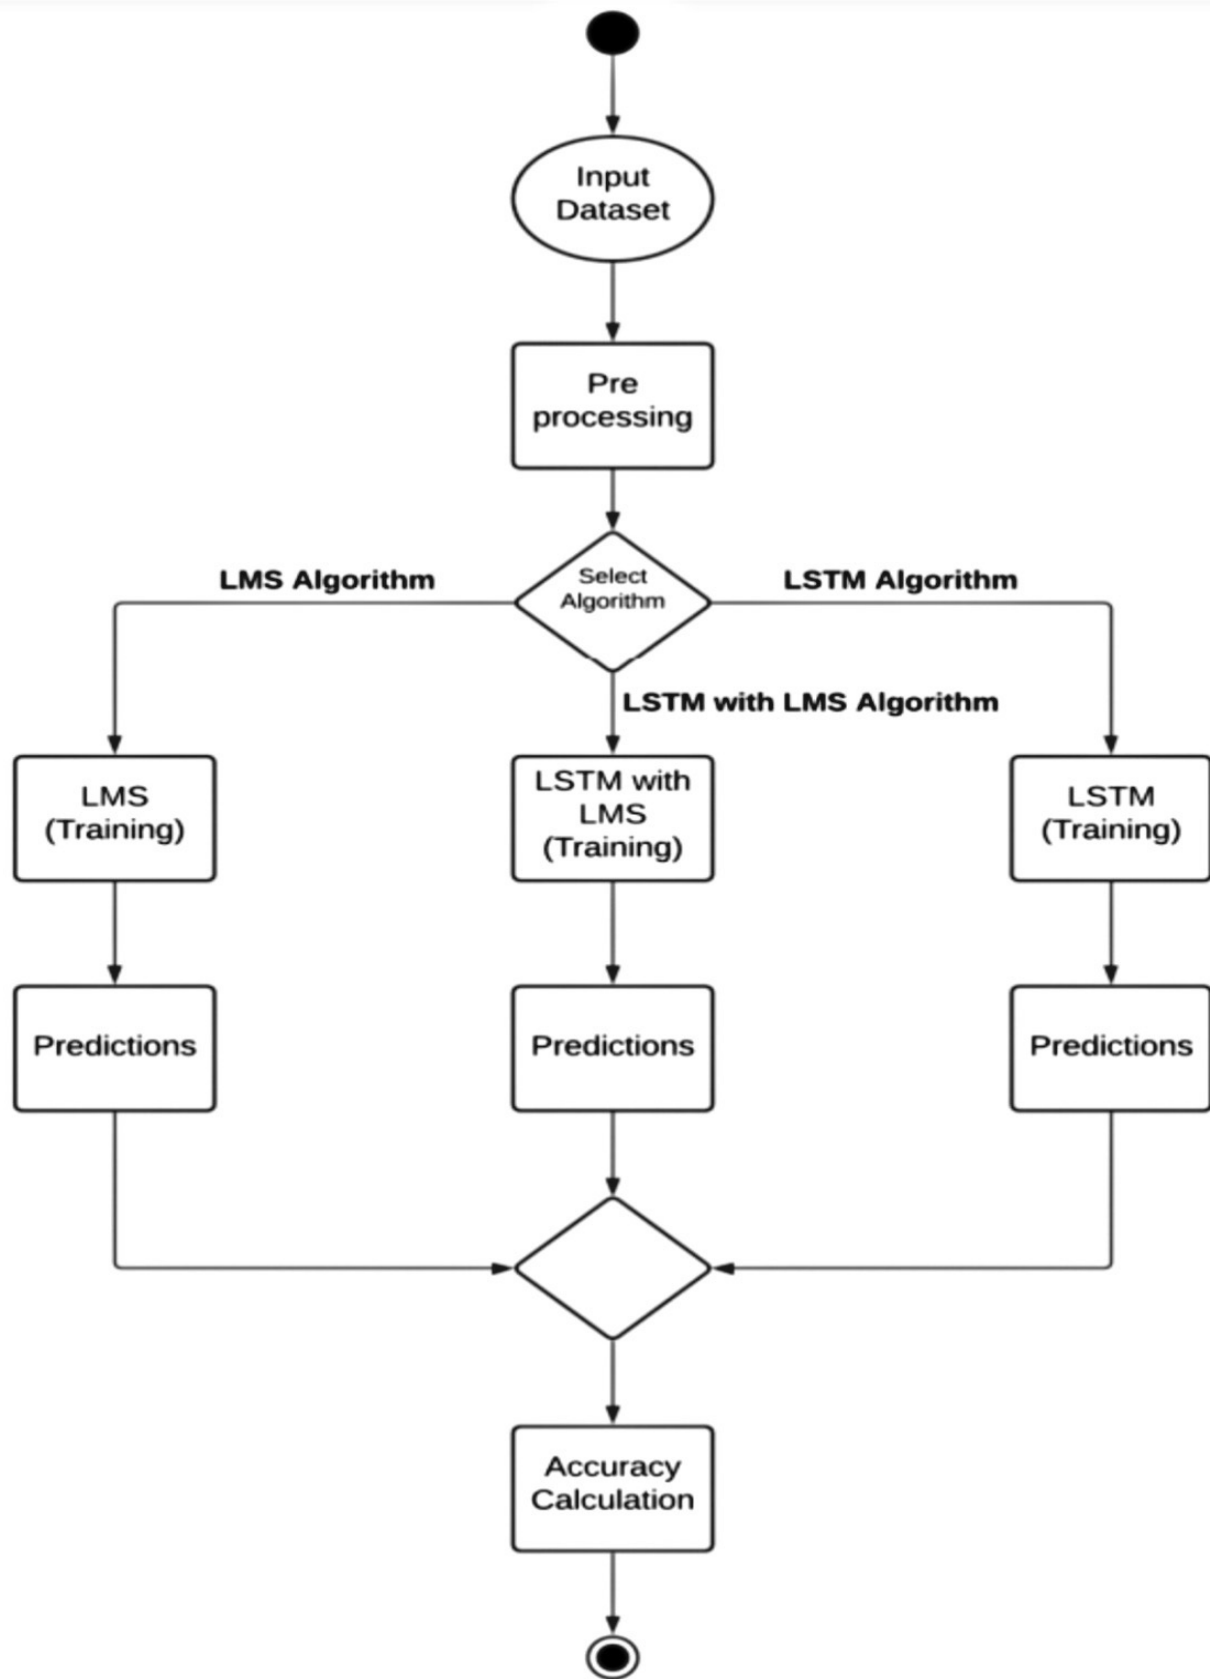 Input
Dataset
Pre
processing
Select
Algorithm
LMS Algorithm
LSTM Algorithm
LSTM with LMS Algorithm
LMS
(Training)
LSTM with
LMS
(Training)
LSTM
(Training)
Predictions
Predictions
Predictions
Accuracy
Calculation